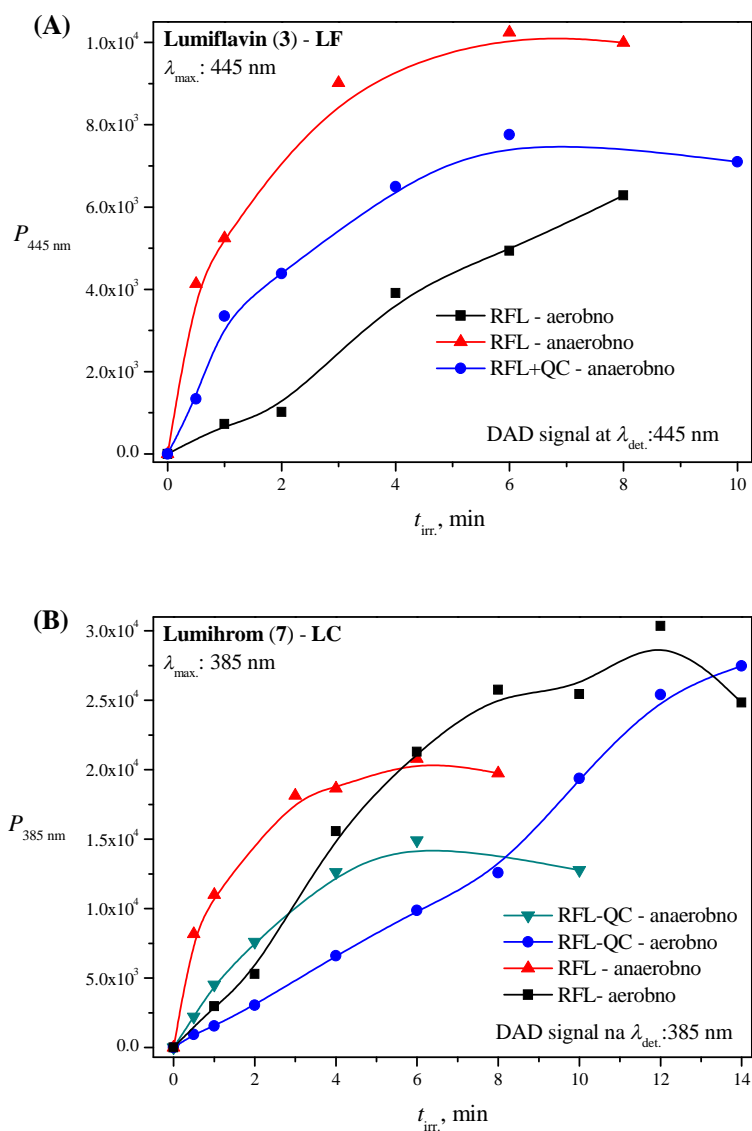 (A)
Lumiflavin (3) - LF
λmax.: 445 nm
1.0x10⁴
8.0x10³
6.0x10³
4.0x10³
2.0x10³
0.0
P445 nm
RFL - aerobno
RFL - anaerobno
RFL+QC - anaerobno
DAD signal at λdet.:445 nm
0 2 4 6 8 10
tirr., min
(B)
Lumihrom (7) - LC
λmax.: 385 nm
3.0x10⁴
2.5x10⁴
2.0x10⁴
1.5x10⁴
1.0x10⁴
5.0x10³
0.0
P385 nm
RFL-QC - anaerobno
RFL-QC - aerobno
RFL - anaerobno
RFL- aerobno
DAD signal na λdet.:385 nm
0 2 4 6 8 10 12 14
tirr., min